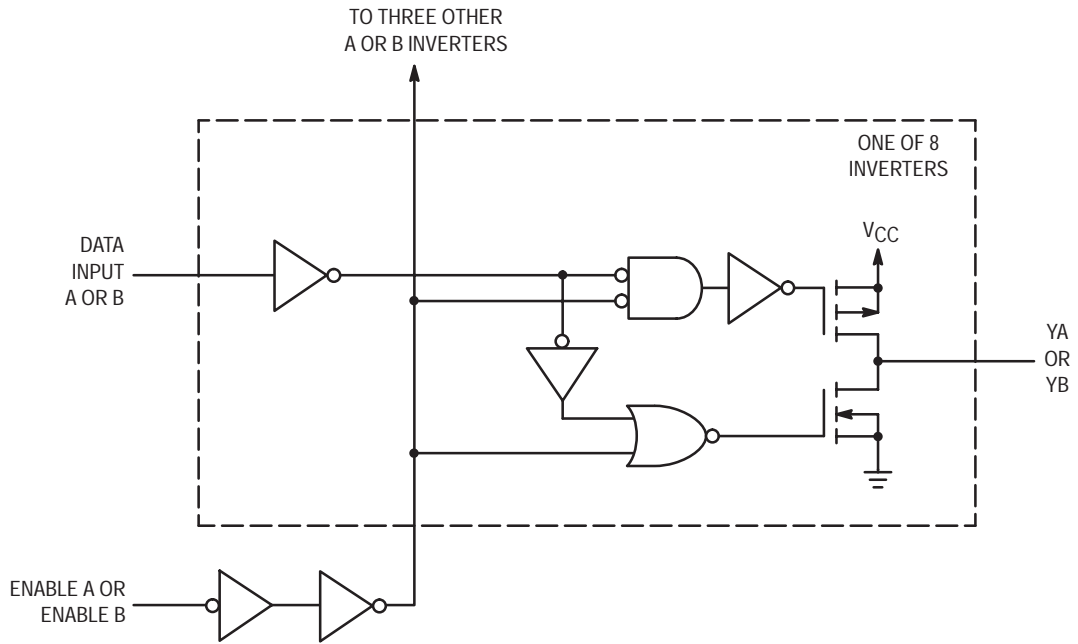 TO THREE OTHER
A OR B INVERTERS
ONE OF 8
INVERTERS
DATA
INPUT
A OR B
VCC
YA
OR
YB
ENABLE A OR
ENABLE B